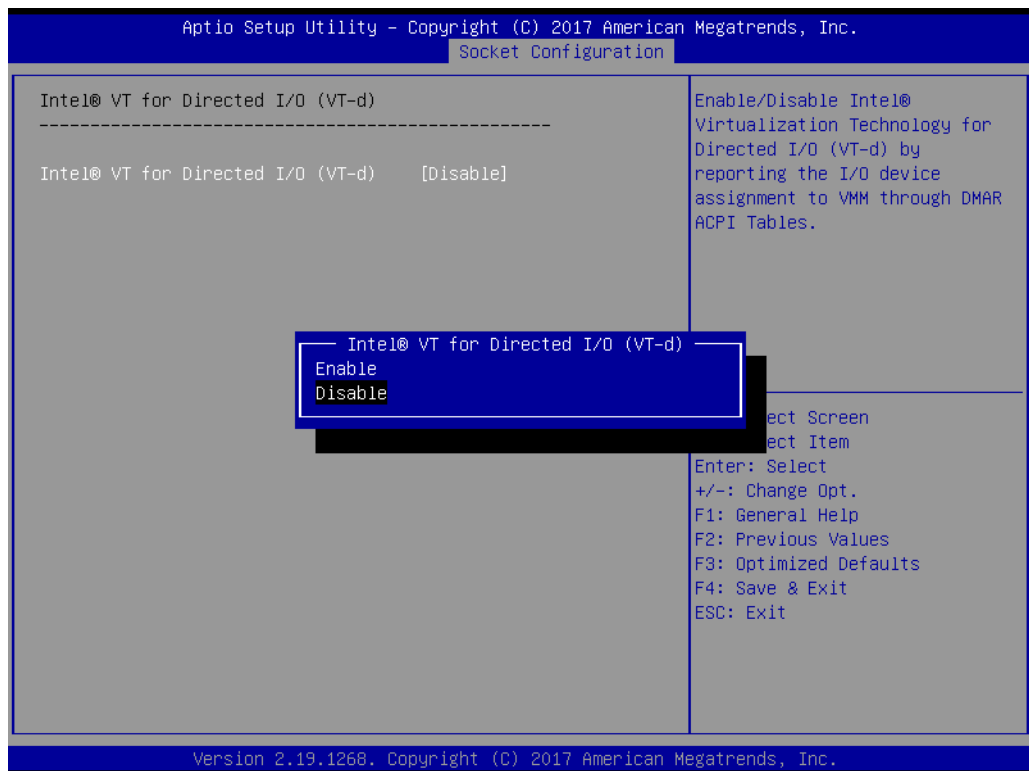 Aptio Setup Utility – Copyright (C) 2017 American Megatrends, Inc.
Socket Configuration
Intel® VT for Directed I/O (VT-d)
--------------------------------------------------
Intel® VT for Directed I/O (VT-d) [Disable]
Enable/Disable Intel®
Virtualization Technology for
Directed I/O (VT-d) by
reporting the I/O device
assignment to VMM through DMAR
ACPI Tables.
Intel® VT for Directed I/O (VT-d)
Enable
Disable
ect Screen
ect Item
Enter: Select
+/-: Change Opt.
F1: General Help
F2: Previous Values
F3: Optimized Defaults
F4: Save & Exit
ESC: Exit
Version 2.19.1268. Copyright (C) 2017 American Megatrends, Inc.